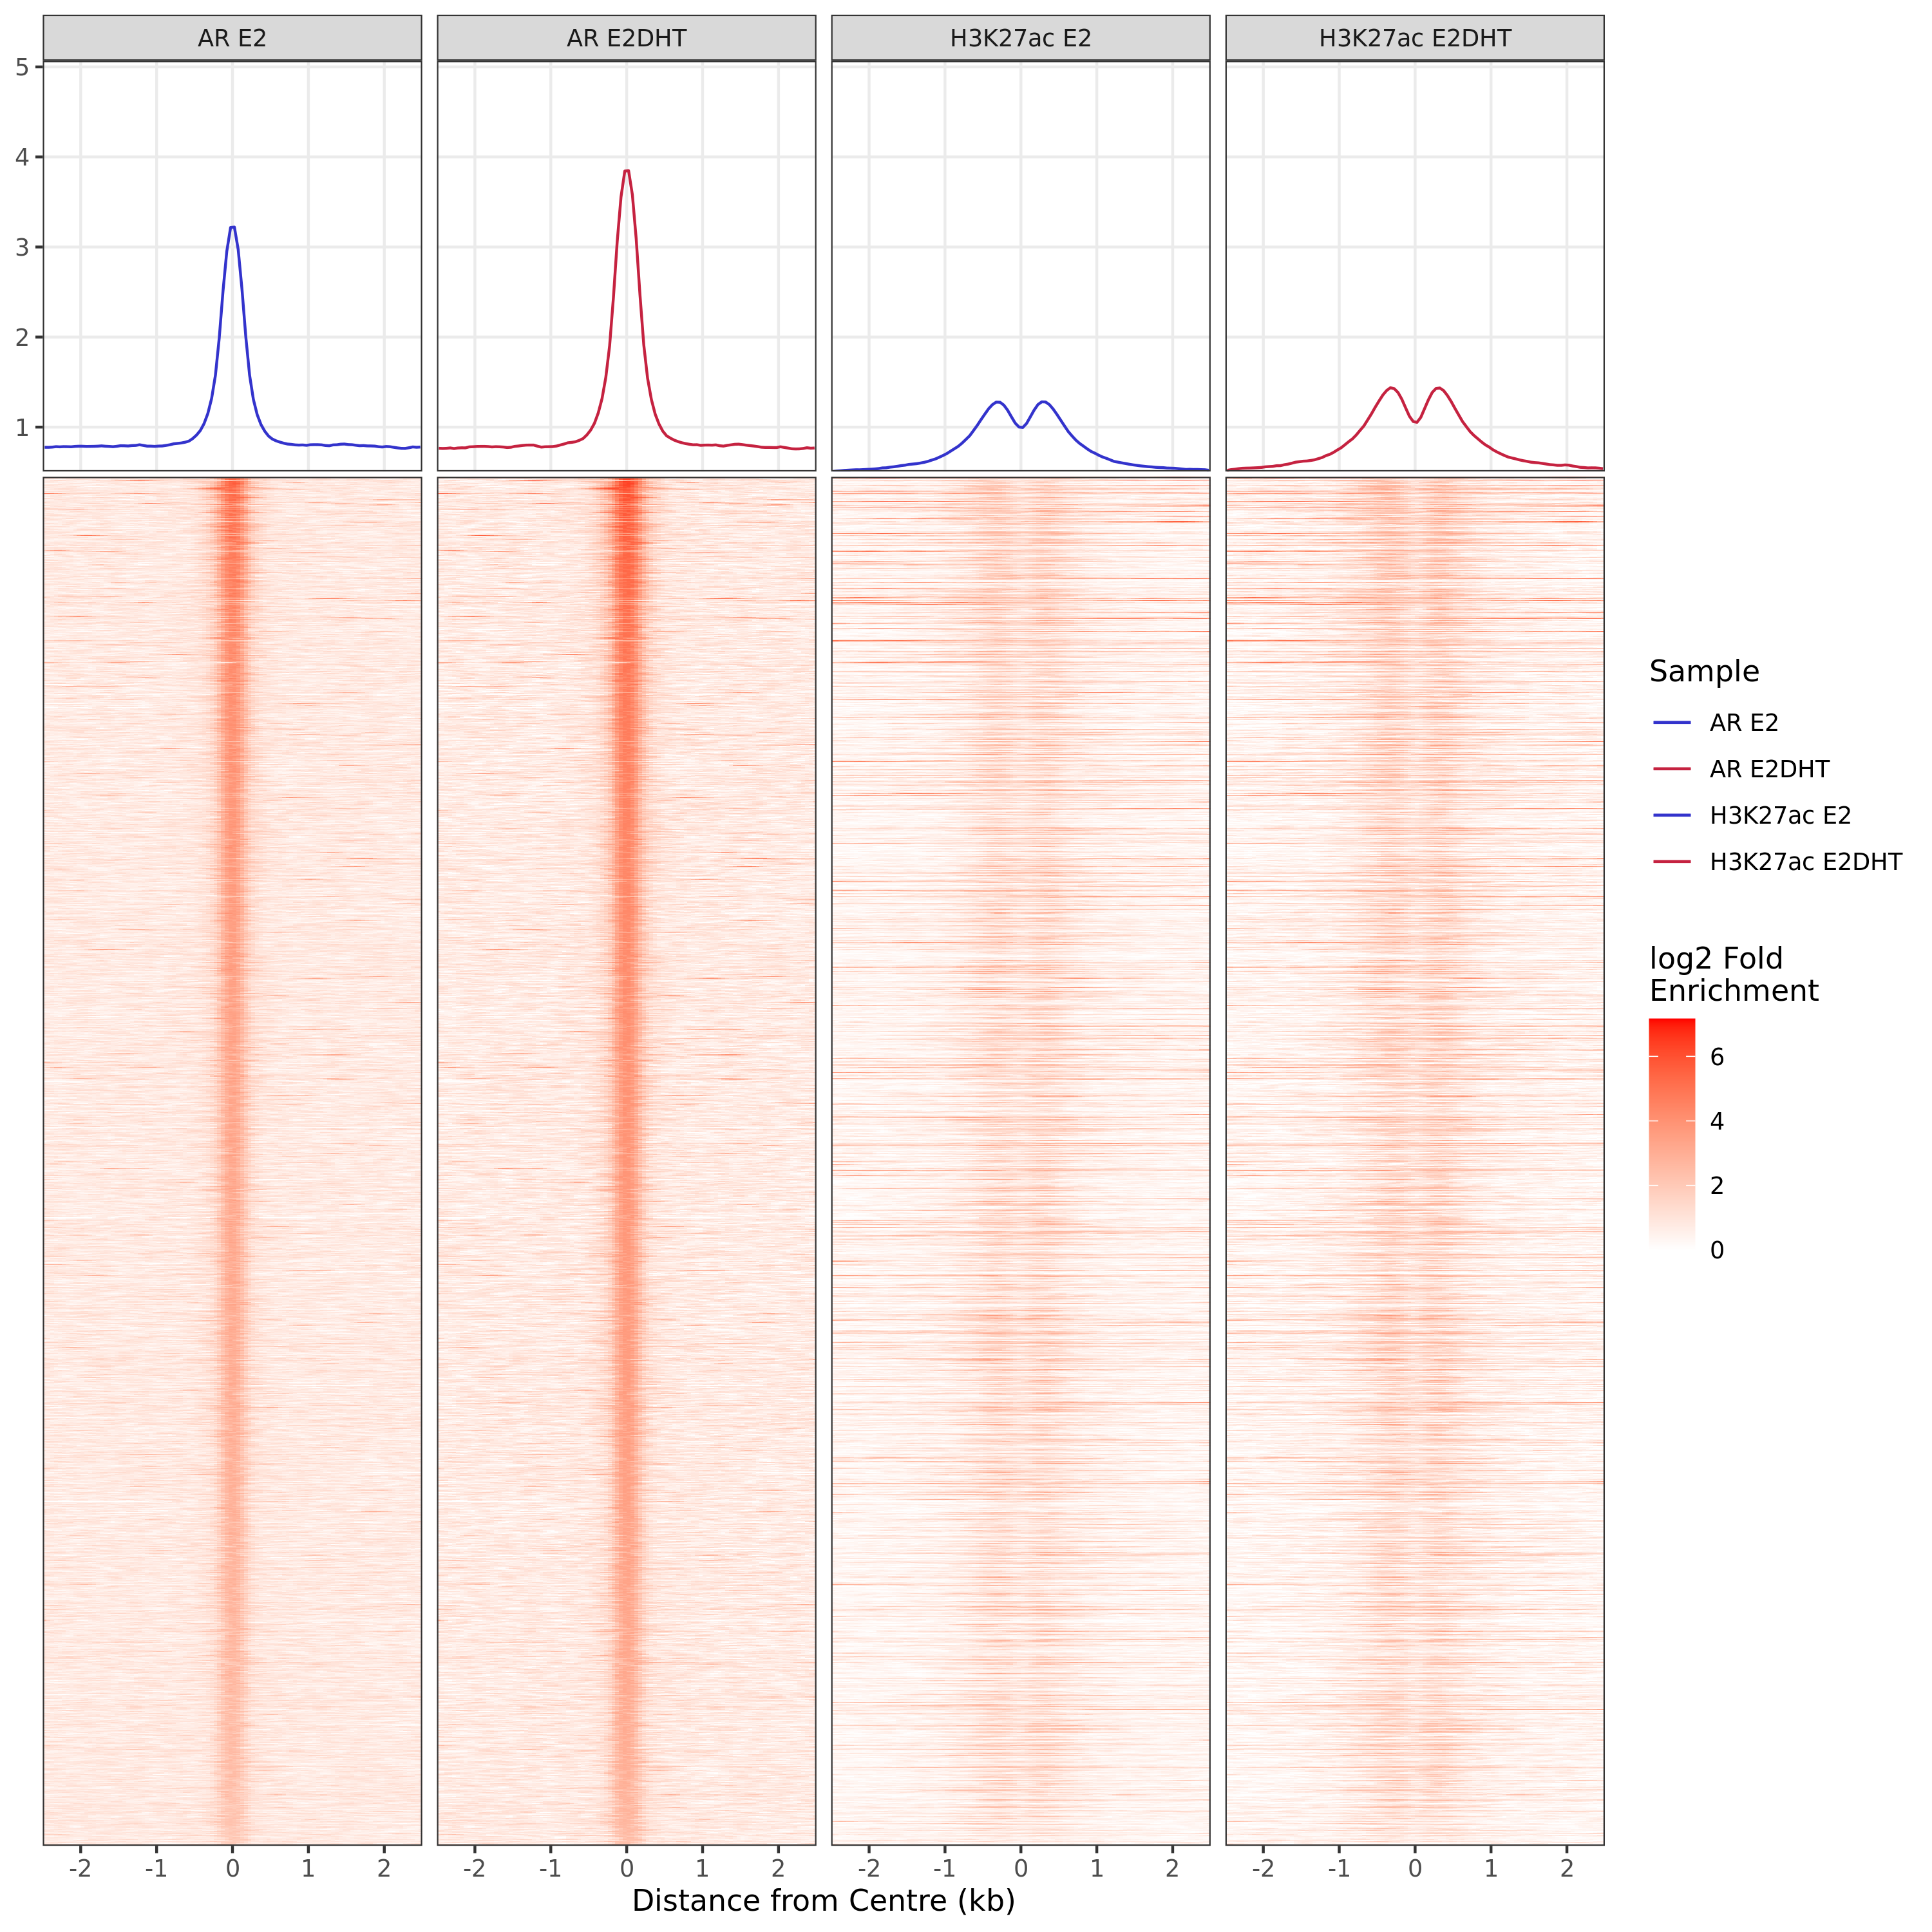 AR E2 AR E2DHT H3K27ac E2 H3K27ac E2DHT
5
4
3
2
1
Sample
AR E2
AR E2DHT
H3K27ac E2
H3K27ac E2DHT
log2 Fold
Enrichment
6
4
2
0
-2 -1 0 1 2 -2 -1 0 1 2 -2 -1 0 1 2 -2 -1 0 1 2
Distance from Centre (kb)